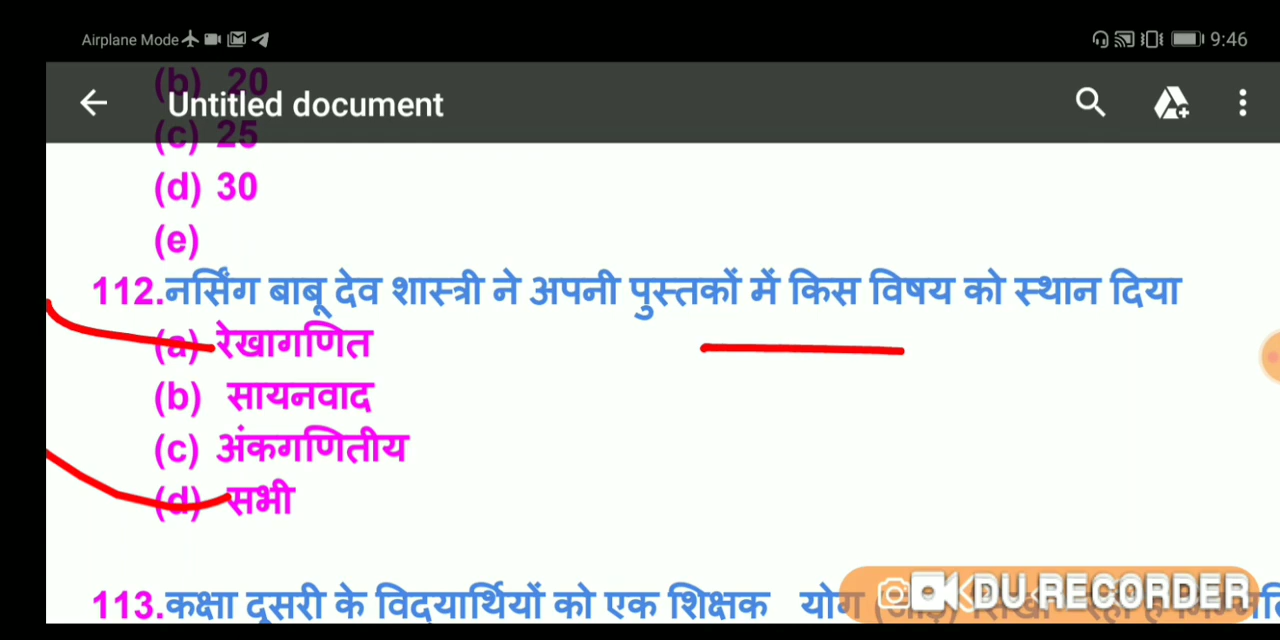 Airplane Mode 9:46
(b) 20
Untitled document
(c) 25
(d) 30
(e)
112.नर्सिंग बाबू देव शास्त्री ने अपनी पुस्तकों में किस विषय को स्थान दिया
(a) रेखागणित
(b) सायनवाद
(c) अंकगणितीय
(d) सभी
113.कक्षा दूसरी के विदयार्थियों को एक शिक्षक योग
DU RECORDER